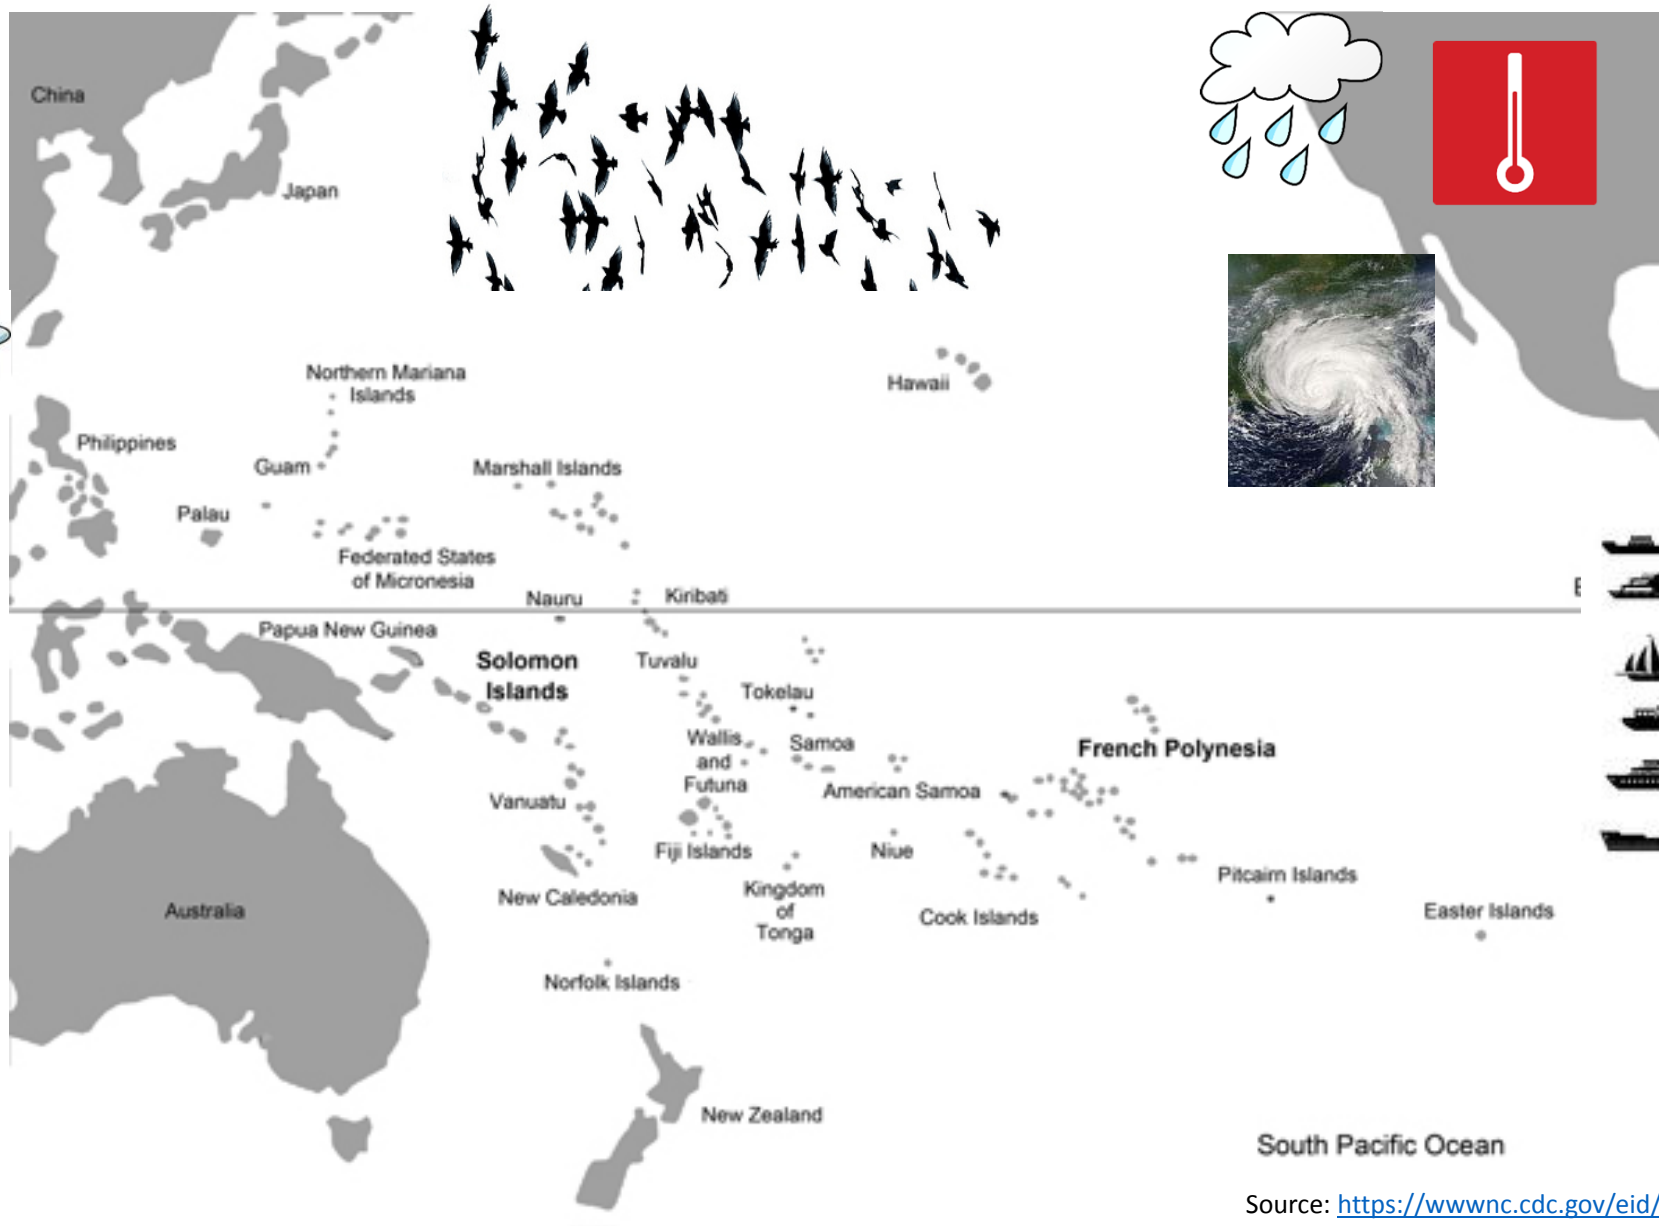 China
Japan
Northern Mariana
Islands
Hawaii
Philippines
Guam
Marshall Islands
Palau
Federated States
of Micronesia
Nauru
Kiribati
Papua New Guinea
Solomon
Islands
Tuvalu
Tokelau
Wallis
and
Futuna
Samoa
French Polynesia
American Samoa
Vanuatu
Fiji Islands
Niue
Pitcairn Islands
New Caledonia
Kingdom
of
Tonga
Cook Islands
Australia
Easter Islands
Norfolk Islands
New Zealand
South Pacific Ocean
Source: https://wwwnc.cdc.gov/eid/